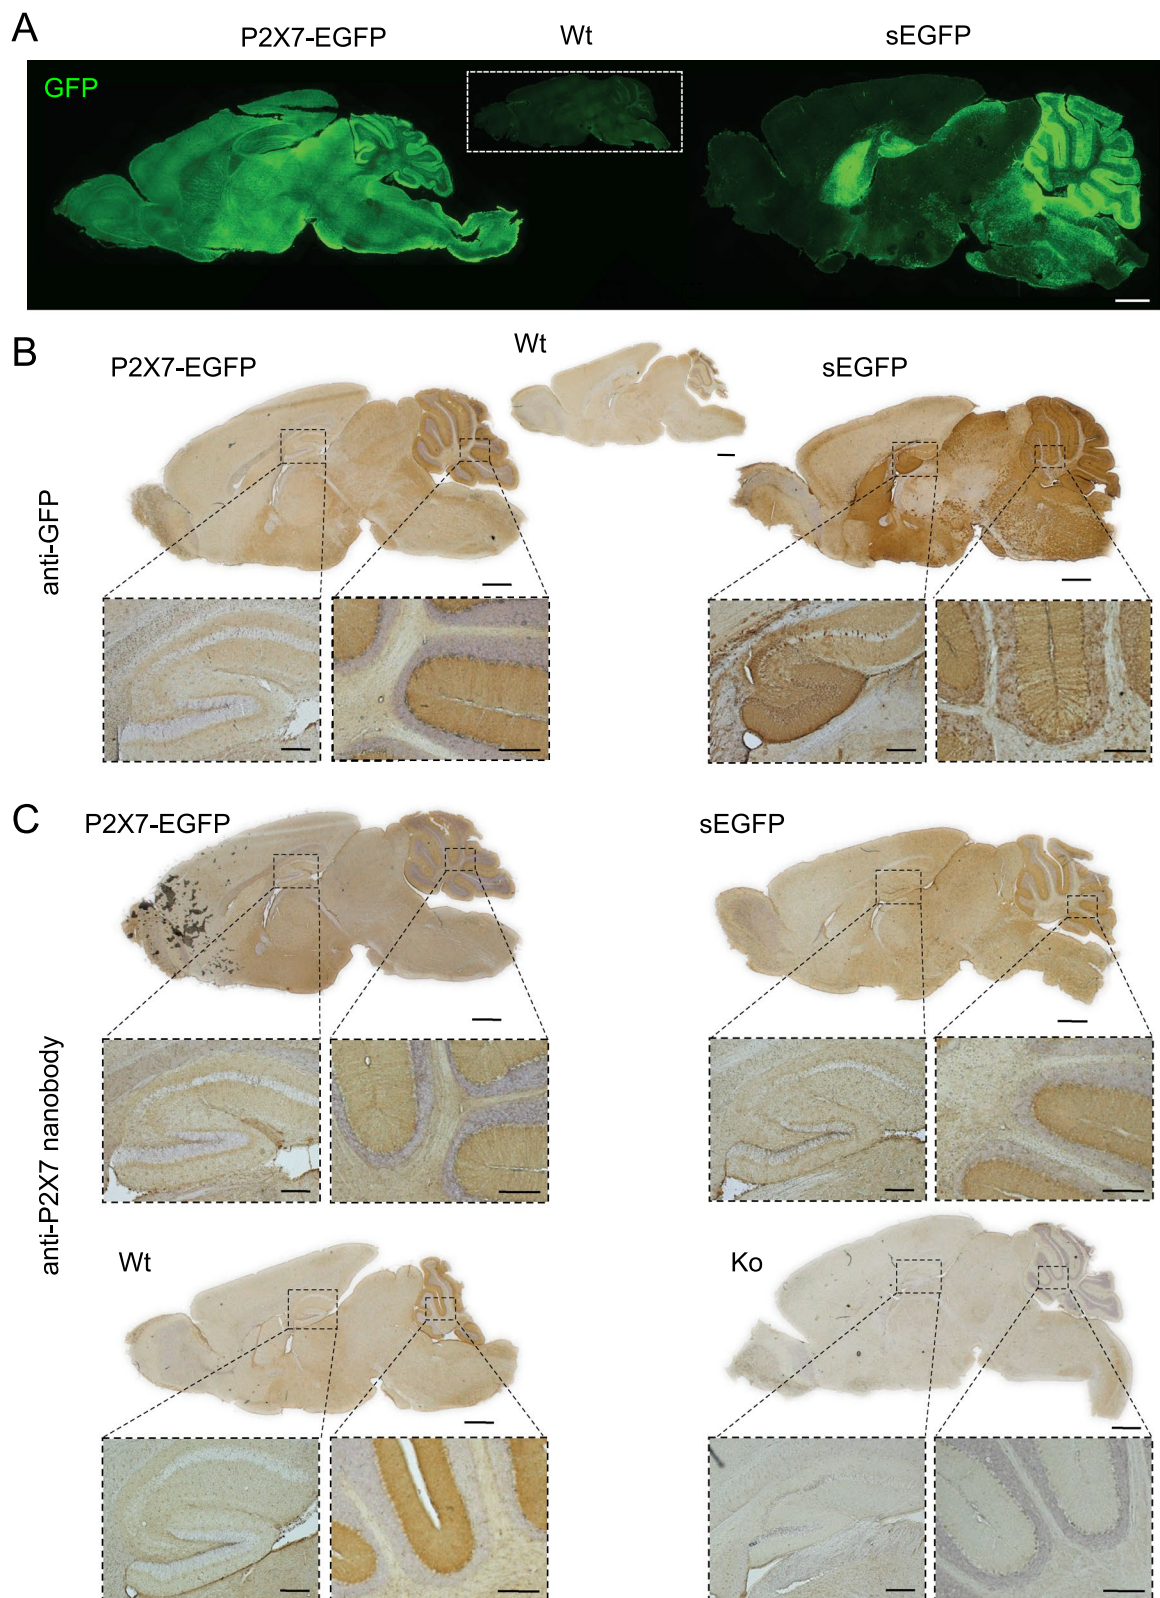 A
P2X7-EGFP
Wt
sEGFP
GFP
B
P2X7-EGFP
Wt
sEGFP
anti-GFP
C
P2X7-EGFP
sEGFP
anti-P2X7 nanobody
Wt
Ko